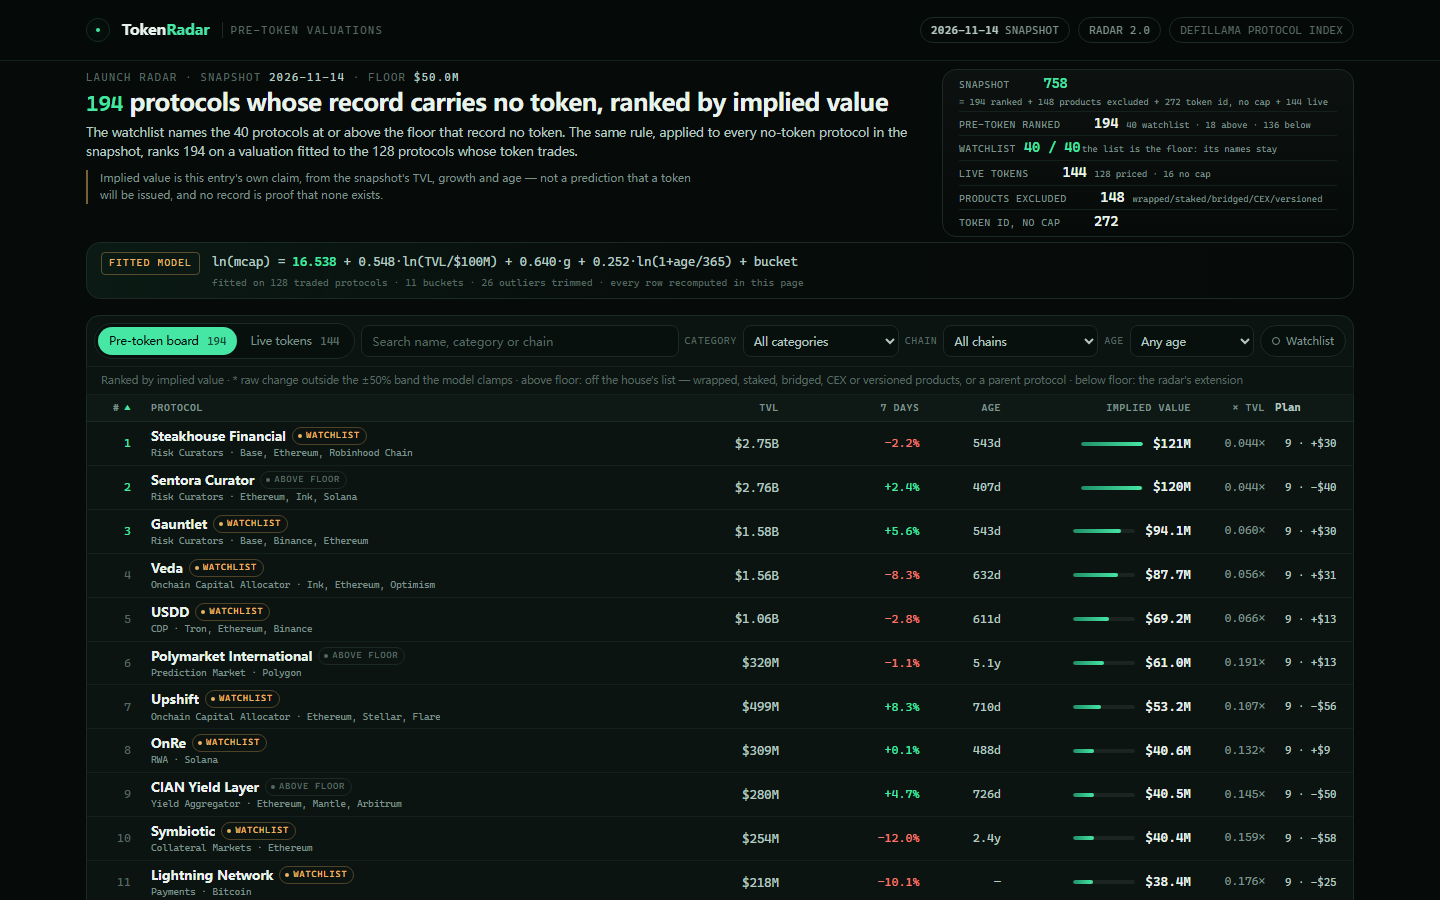 TokenRadar PRE-TOKEN VALUATIONS 2026-11-14 SNAPSHOT RADAR 2.0 DEFILLAMA PROTOCOL INDEX
LAUNCH RADAR · SNAPSHOT 2026-11-14 · FLOOR $50.0M
194 protocols whose record carries no token, ranked by implied value
The watchlist names the 40 protocols at or above the floor that record no token. The same rule, applied to every no-token protocol in the
snapshot, ranks 194 on a valuation fitted to the 128 protocols whose token trades.
Implied value is this entry's own claim, from the snapshot's TVL, growth and age — not a prediction that a token
will be issued, and no record is proof that none exists.
SNAPSHOT 758
= 194 ranked + 148 products excluded + 272 token id, no cap + 144 live
PRE-TOKEN RANKED 194 40 watchlist · 18 above · 136 below
WATCHLIST 40 / 40 the list is the floor: its names stay
LIVE TOKENS 144 128 priced · 16 no cap
PRODUCTS EXCLUDED 148 wrapped/staked/bridged/CEX/versioned
TOKEN ID, NO CAP 272
FITTED MODEL ln(mcap) = 16.538 + 0.548·ln(TVL/$100M) + 0.640·g + 0.252·ln(1+age/365) + bucket
fitted on 128 traded protocols · 11 buckets · 26 outliers trimmed · every row recomputed in this page
Pre-token board 194 Live tokens 144 Search name, category or chain CATEGORY All categories CHAIN All chains AGE Any age Watchlist
Ranked by implied value · * raw change outside the ±50% band the model clamps · above floor: off the house's list — wrapped, staked, bridged, CEX or versioned products, or a parent protocol · below floor: the radar's extension
# ▲ PROTOCOL TVL 7 DAYS AGE IMPLIED VALUE × TVL Plan
1 Steakhouse Financial WATCHLIST $2.75B −2.2% 543d $121M 0.044× 9 · +$30
Risk Curators · Base, Ethereum, Robinhood Chain
2 Sentora Curator ABOVE FLOOR $2.76B +2.4% 407d $120M 0.044× 9 · −$40
Risk Curators · Ethereum, Ink, Solana
3 Gauntlet WATCHLIST $1.58B +5.6% 543d $94.1M 0.060× 9 · +$30
Risk Curators · Base, Binance, Ethereum
4 Veda WATCHLIST $1.56B −8.3% 632d $87.7M 0.056× 9 · +$31
Onchain Capital Allocator · Ink, Ethereum, Optimism
5 USDD WATCHLIST $1.06B −2.8% 611d $69.2M 0.066× 9 · +$13
CDP · Tron, Ethereum, Binance
6 Polymarket International ABOVE FLOOR $320M −1.1% 5.1y $61.0M 0.191× 9 · +$13
Prediction Market · Polygon
7 Upshift WATCHLIST $499M +8.3% 710d $53.2M 0.107× 9 · −$56
Onchain Capital Allocator · Ethereum, Stellar, Flare
8 OnRe WATCHLIST $309M +0.1% 488d $40.6M 0.132× 9 · +$9
RWA · Solana
9 CIAN Yield Layer ABOVE FLOOR $280M +4.7% 726d $40.5M 0.145× 9 · −$50
Yield Aggregator · Ethereum, Mantle, Arbitrum
10 Symbiotic WATCHLIST $254M −12.0% 2.4y $40.4M 0.159× 9 · −$58
Collateral Markets · Ethereum
11 Lightning Network WATCHLIST $218M −10.1% — $38.4M 0.176× 9 · −$25
Payments · Bitcoin